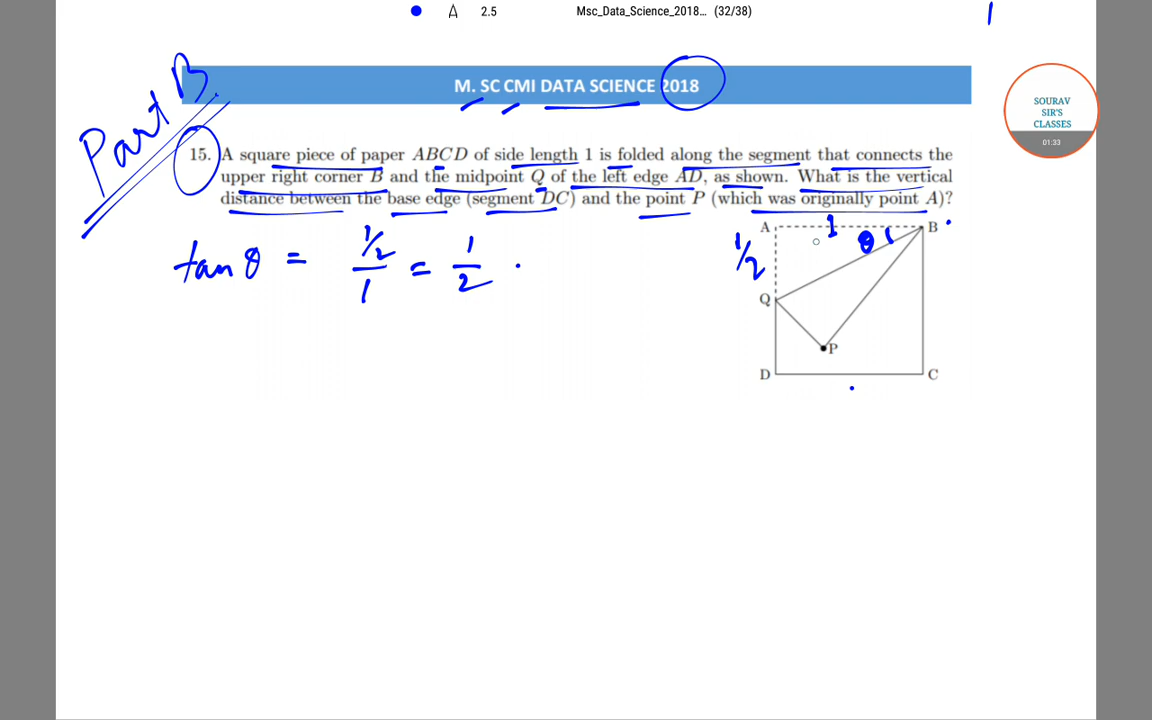 2.5 Msc_Data_Science_2018... (32/38)
1
Part B
M. SC CMI DATA SCIENCE 2018
SOURAV
SIR'S
CLASSES
01:33
15. A square piece of paper ABCD of side length 1 is folded along the segment that connects the
upper right corner B and the midpoint Q of the left edge AD, as shown. What is the vertical
distance between the base edge (segment DC) and the point P (which was originally point A)?
tan θ = 1/2 / 1 = 1/2 .
A 1 B
1/2 θ
Q
P
D C